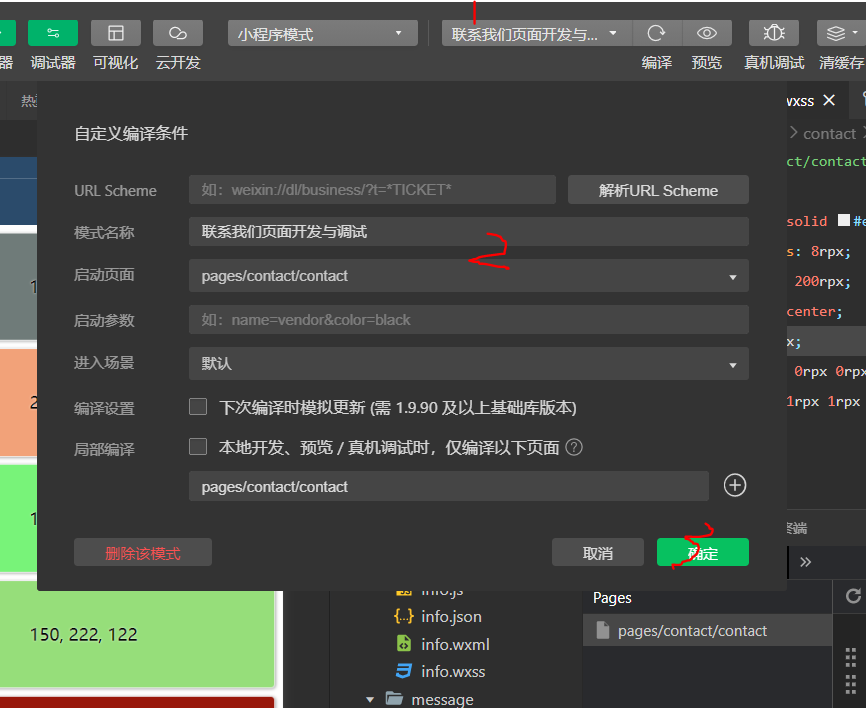 小程序模式
联系我们页面开发与...
器 调试器 可视化 云开发
编译 预览 真机调试 清缓存
热
wxss
contact
ct/contact
自定义编译条件
URL Scheme 如：weixin://dl/business/?t=*TICKET* 解析URL Scheme
模式名称 联系我们页面开发与调试
启动页面 pages/contact/contact
启动参数 如：name=vendor&color=black
进入场景 默认
编译设置 下次编译时模拟更新 (需 1.9.90 及以上基础库版本)
局部编译 本地开发、预览 / 真机调试时，仅编译以下页面 ?
pages/contact/contact
删除该模式 取消 确定
solid #e
s: 8rpx;
200rpx;
center;
x;
0rpx 0rpx
1rpx 1rpx
终端
1
2
1
150, 222, 122
info.js
info.json
info.wxml
info.wxss
message
Pages
pages/contact/contact
1
2
3